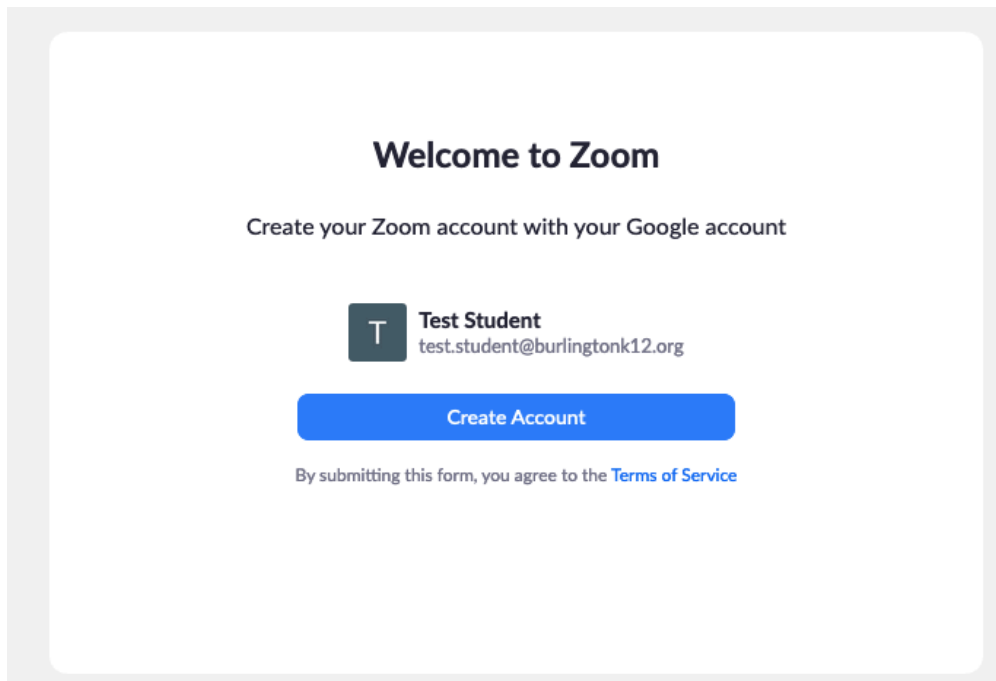 Welcome to Zoom
Create your Zoom account with your Google account
T
Test Student
test.student@burlingtonk12.org
Create Account
By submitting this form, you agree to the Terms of Service